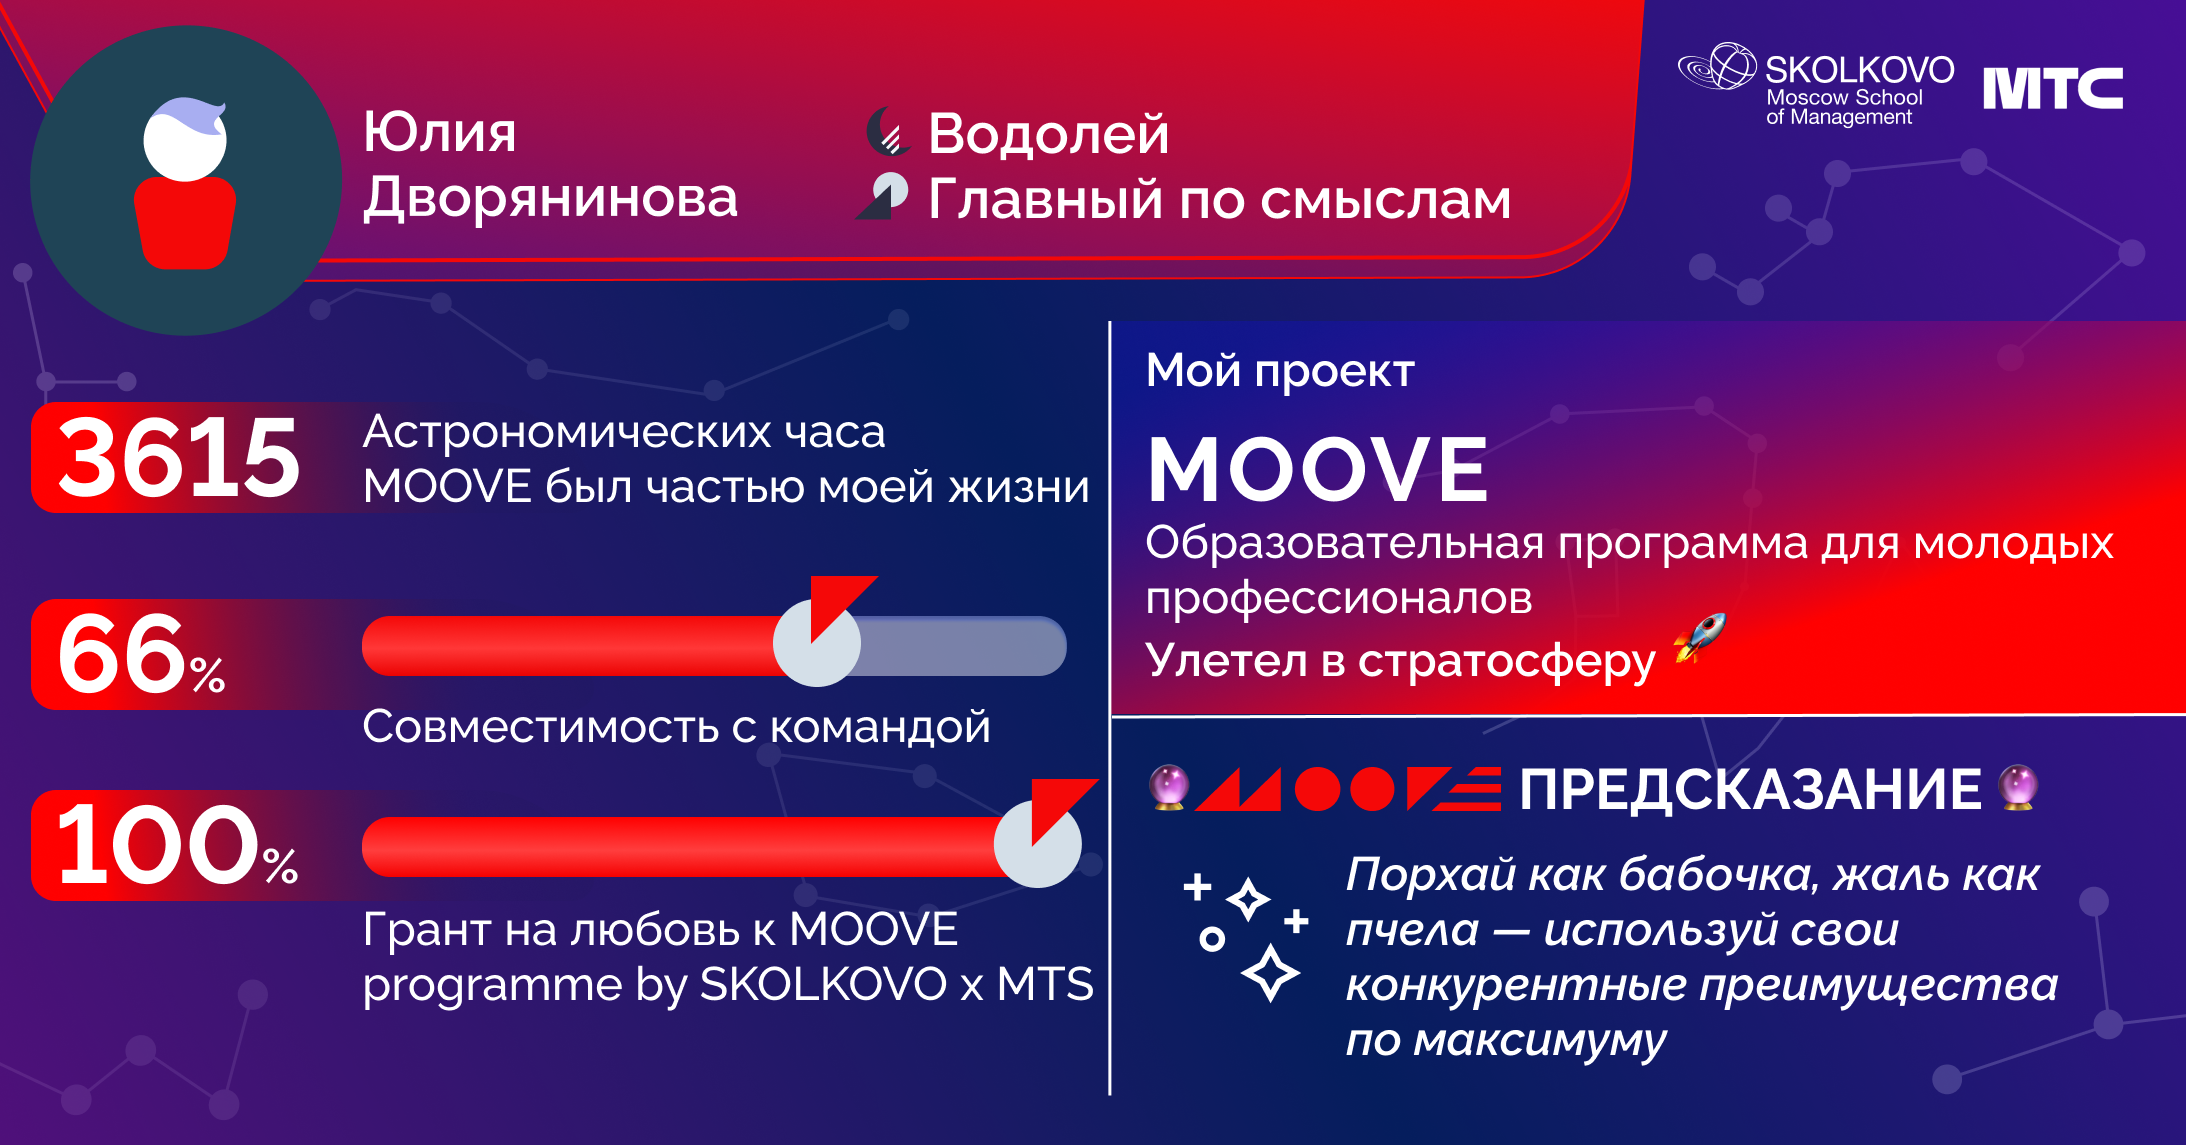 Юлия
Дворянинова
Водолей
Главный по смыслам
SKOLKOVO
Moscow School
of Management
МТС
3615
Астрономических часа
MOOVE был частью моей жизни
66%
Совместимость с командой
100%
Грант на любовь к MOOVE
programme by SKOLKOVO x MTS
Мой проект
MOOVE
Образовательная программа для молодых
профессионалов
Улетел в стратосферу
MOOVE ПРЕДСКАЗАНИЕ
Порхай как бабочка, жаль как
пчела — используй свои
конкурентные преимущества
по максимуму